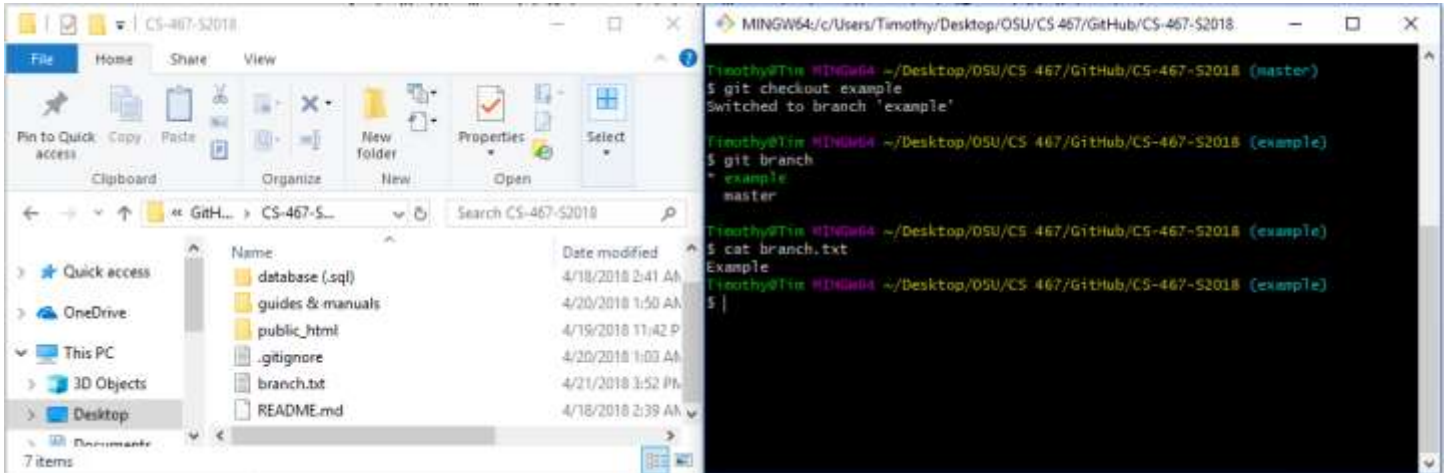 CS-467-S2018
File Home Share View
Pin to Quick access
Copy
Paste
New folder
Properties
Select
Clipboard Organize New Open
« GitH... › CS-467-S...
Search CS-467-S2018
Name Date modified
Quick access
OneDrive
This PC
3D Objects
Desktop
Documents
database (.sql) 4/18/2018 2:41 AM
guides & manuals 4/20/2018 1:50 AM
public_html 4/19/2018 11:42 P
.gitignore 4/20/2018 1:03 AM
branch.txt 4/21/2018 3:52 PM
README.md 4/18/2018 2:39 AM
7 items
MINGW64:/c/Users/Timothy/Desktop/OSU/CS 467/GitHub/CS-467-S2018
Timothy@Tim MINGW64 ~/Desktop/OSU/CS 467/GitHub/CS-467-S2018 (master)
$ git checkout example
Switched to branch 'example'
Timothy@Tim MINGW64 ~/Desktop/OSU/CS 467/GitHub/CS-467-S2018 (example)
$ git branch
* example
master
Timothy@Tim MINGW64 ~/Desktop/OSU/CS 467/GitHub/CS-467-S2018 (example)
$ cat branch.txt
Example
Timothy@Tim MINGW64 ~/Desktop/OSU/CS 467/GitHub/CS-467-S2018 (example)
$